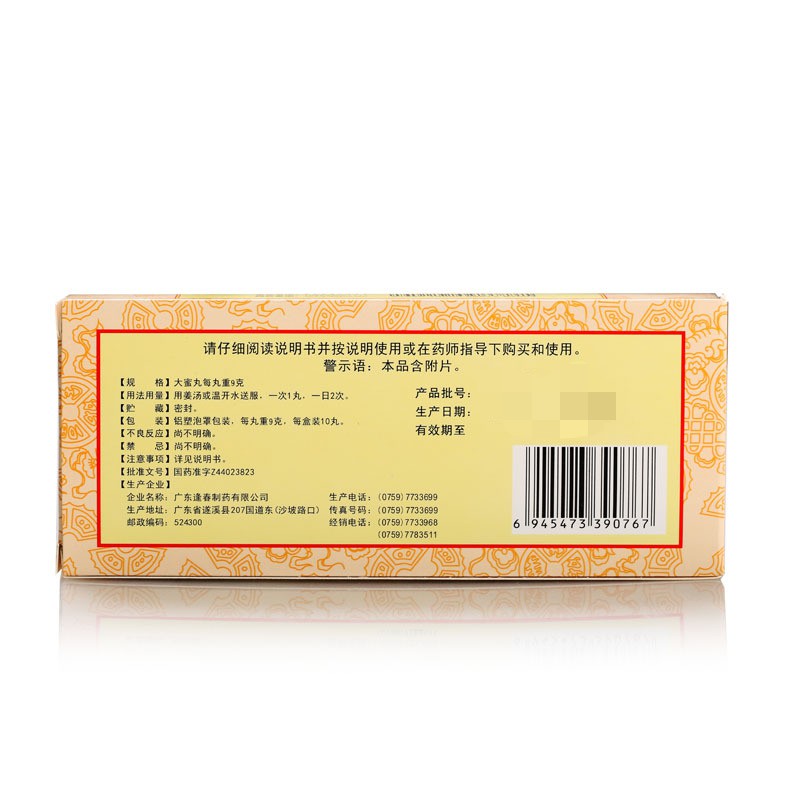 请仔细阅读说明书并按说明使用或在药师指导下购买和使用。
警示语：本品含附片。
【规　　格】大蜜丸每丸重9克
【用法用量】用姜汤或温开水送服，一次1丸，一日2次。
【贮　　藏】密封。
【包　　装】铝塑泡罩包装，每丸重9克，每盒装10丸。
【不良反应】尚不明确。
【禁　　忌】尚不明确。
【注意事项】详见说明书。
【批准文号】国药准字Z44023823
【生产企业】
企业名称：广东逢春制药有限公司
生产地址：广东省遂溪县207国道东(沙坡路口)
邮政编码：524300
生产电话：(0759)7733699
传真号码：(0759)7733699
经销电话：(0759)7733968
(0759)7783511
产品批号：
生产日期：
有效期至
6 945473 390767